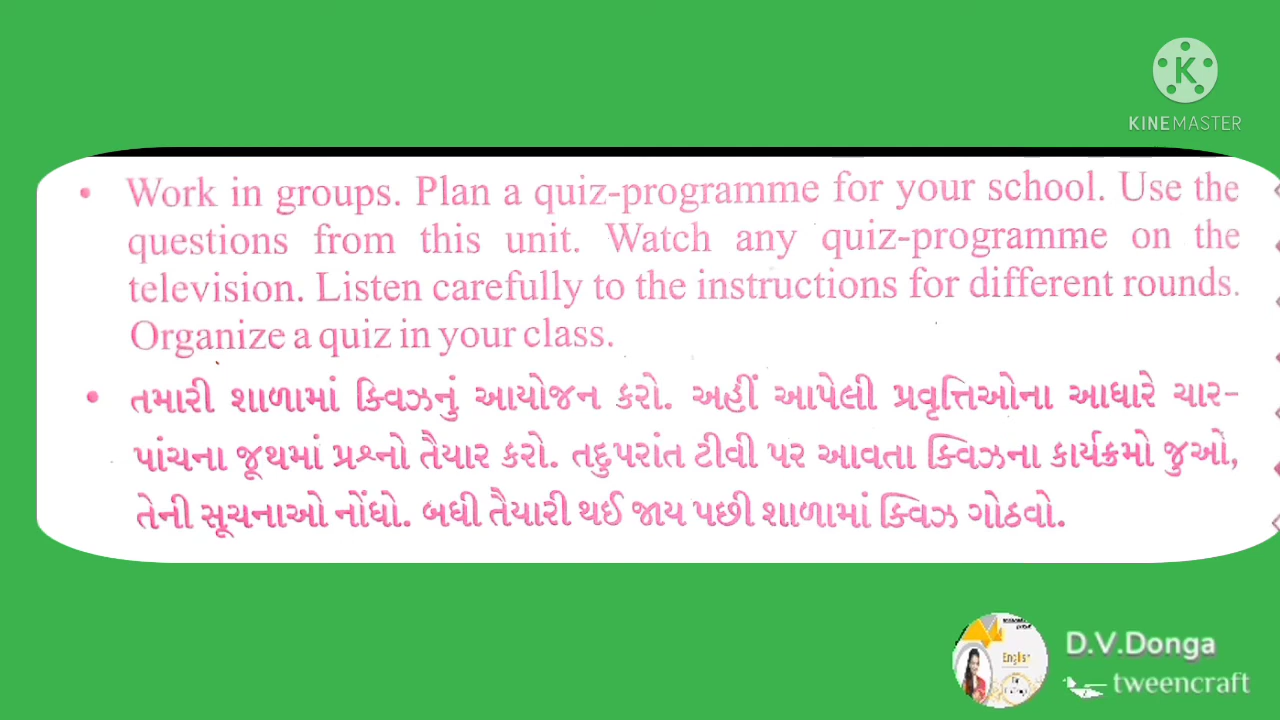 KINEMASTER
• Work in groups. Plan a quiz-programme for your school. Use the
questions from this unit. Watch any quiz-programme on the
television. Listen carefully to the instructions for different rounds.
Organize a quiz in your class.
• તમારી શાળામાં ક્વિઝનું આયોજન કરો. અહીં આપેલી પ્રવૃત્તિઓના આધારે ચાર-
પાંચના જૂથમાં પ્રશ્નો તૈયાર કરો. તદુપરાંત ટીવી પર આવતા ક્વિઝના કાર્યક્રમો જુઓ,
તેની સૂચનાઓ નોંધો. બધી તૈયારી થઈ જાય પછી શાળામાં ક્વિઝ ગોઠવો.
English
D.V.Donga
tweencraft